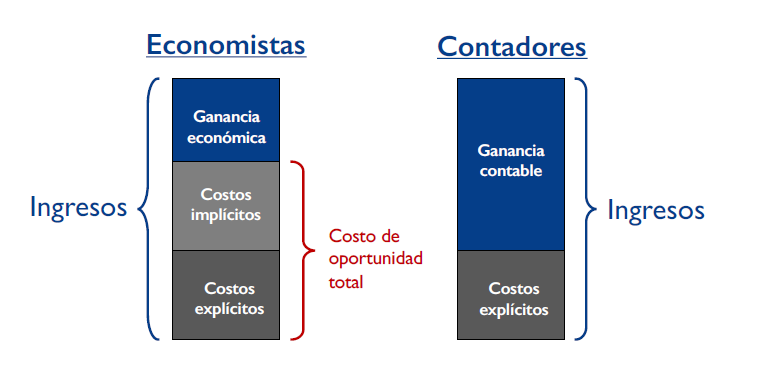 Economistas
Contadores
Ingresos
Ganancia
económica
Costos
implícitos
Costos
explícitos
Costo de
oportunidad
total
Ganancia
contable
Costos
explícitos
Ingresos